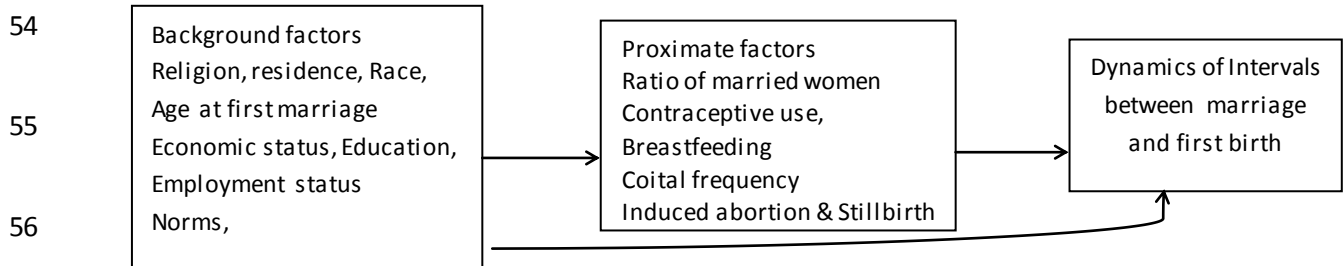 54
Background factors
Religion, residence, Race,
Age at first marriage
Economic status, Education,
Employment status
Norms,
Proximate factors
Ratio of married women
Contraceptive use,
Breastfeeding
Coital frequency
Induced abortion & Stillbirth
Dynamics of Intervals
between marriage
and first birth
55
56